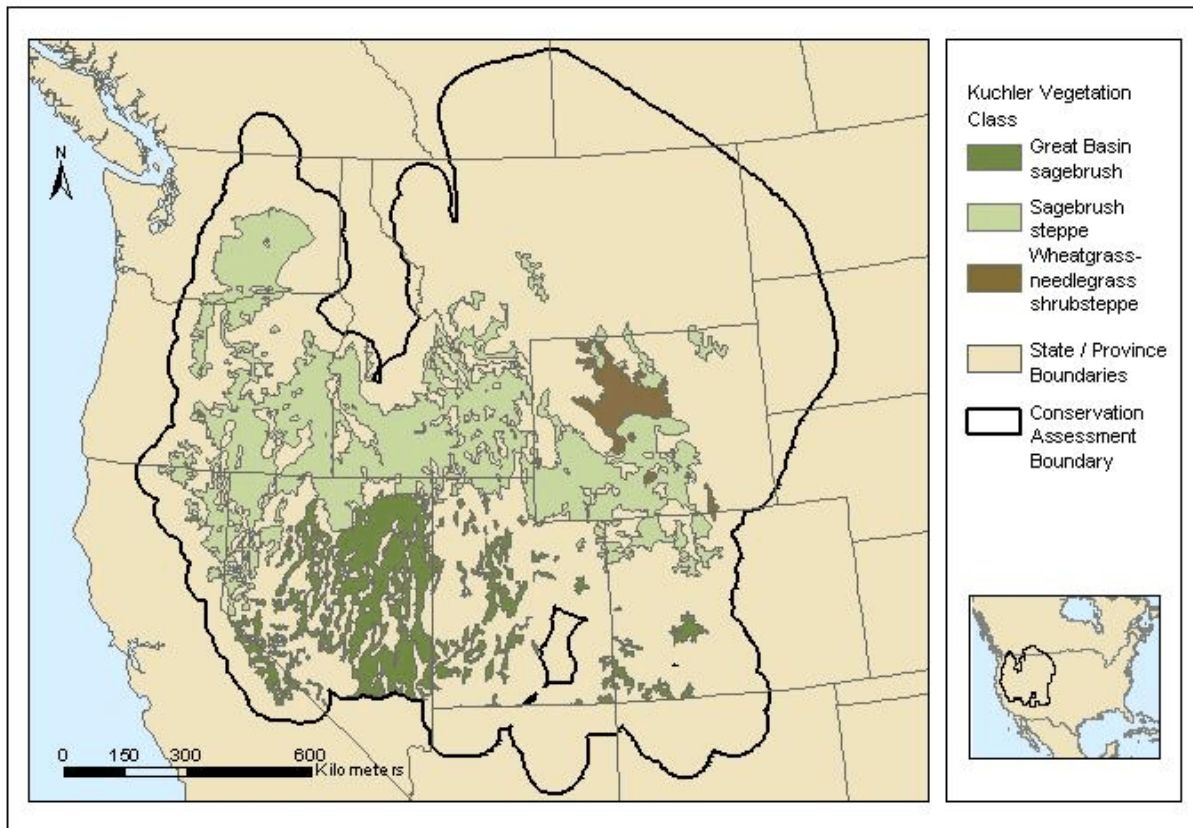 N
0 150 300 600
Kilometers
Kuchler Vegetation
Class
Great Basin
sagebrush
Sagebrush
steppe
Wheatgrass-
needlegrass
shrubsteppe
State / Province
Boundaries
Conservation
Assessment
Boundary